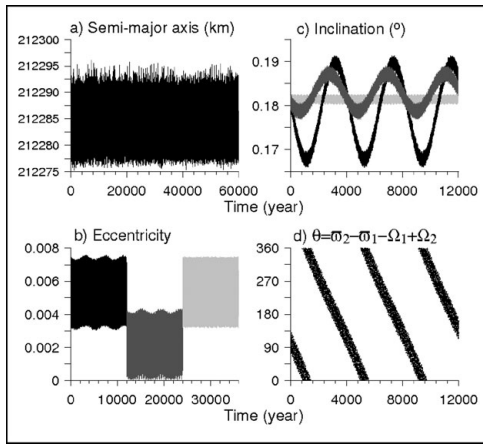 a) Semi-major axis (km)
212300
212295
212290
212285
212280
212275
0 20000 40000 60000
Time (year)
c) Inclination (º)
0.19
0.18
0.17
0 4000 8000 12000
Time (year)
b) Eccentricity
0.008
0.006
0.004
0.002
0
0 10000 20000 30000
Time (year)
d) θ=ϖ₂−ϖ₁−Ω₁+Ω₂
360
270
180
90
0
0 4000 8000 12000
Time (year)